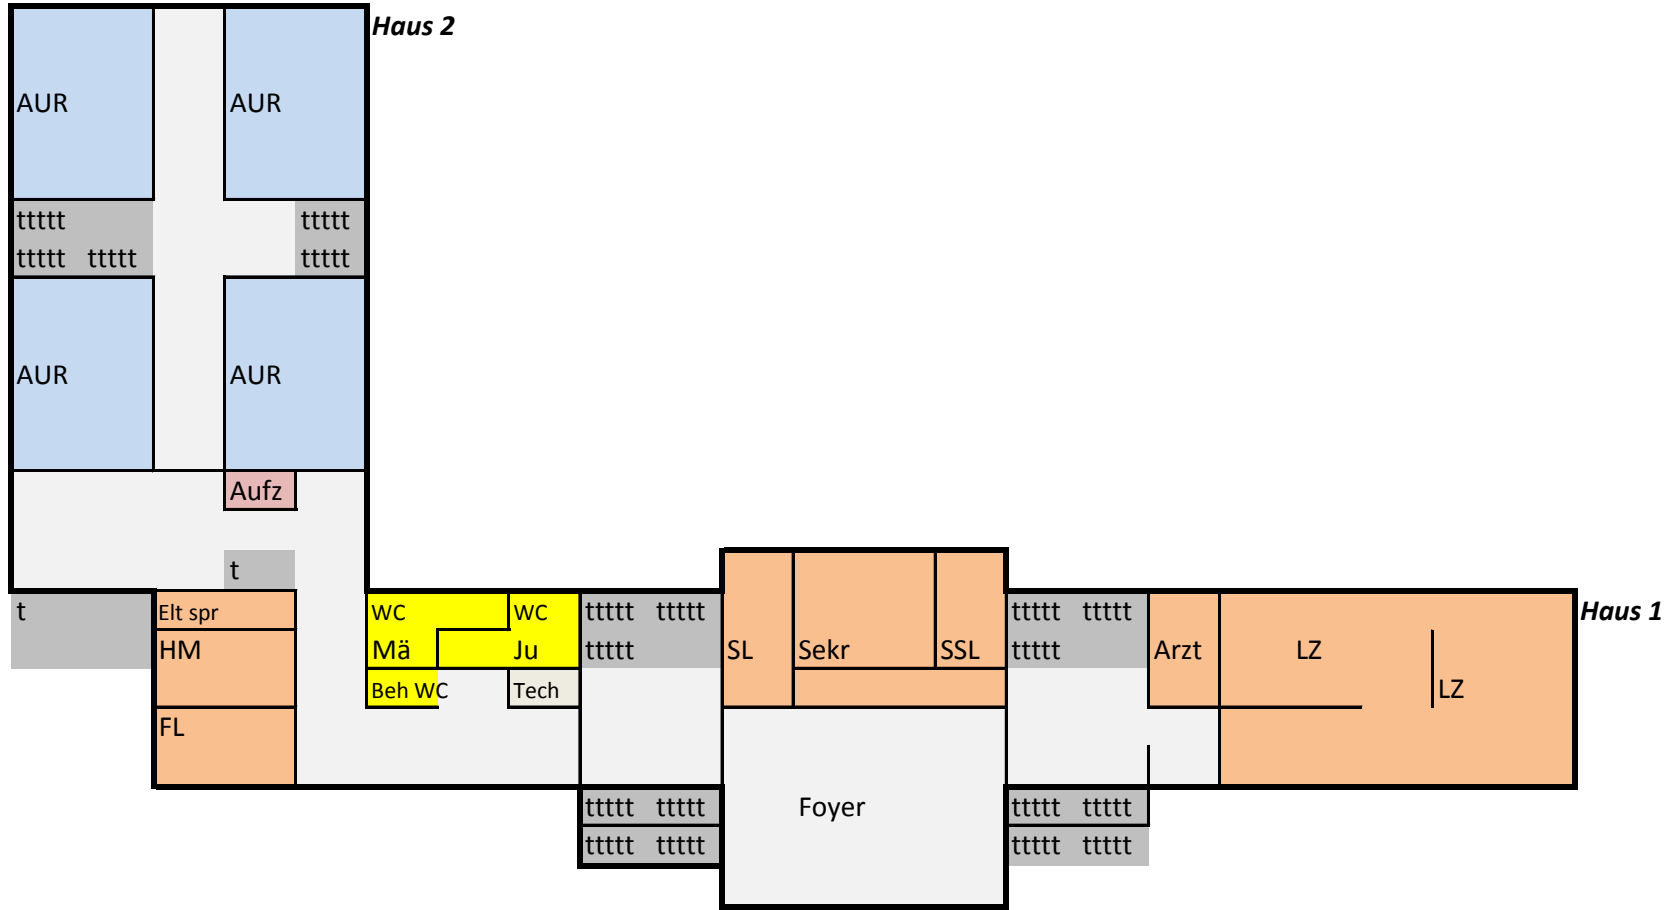 Haus 2
AUR AUR
ttttt ttttt
ttttt ttttt ttttt
AUR AUR
Aufz
t
t Elt spr WC WC ttttt ttttt ttttt ttttt Haus 1
HM Mä Ju ttttt SL Sekr SSL ttttt Arzt LZ
Beh WC Tech LZ
FL
ttttt ttttt Foyer ttttt ttttt
ttttt ttttt ttttt ttttt